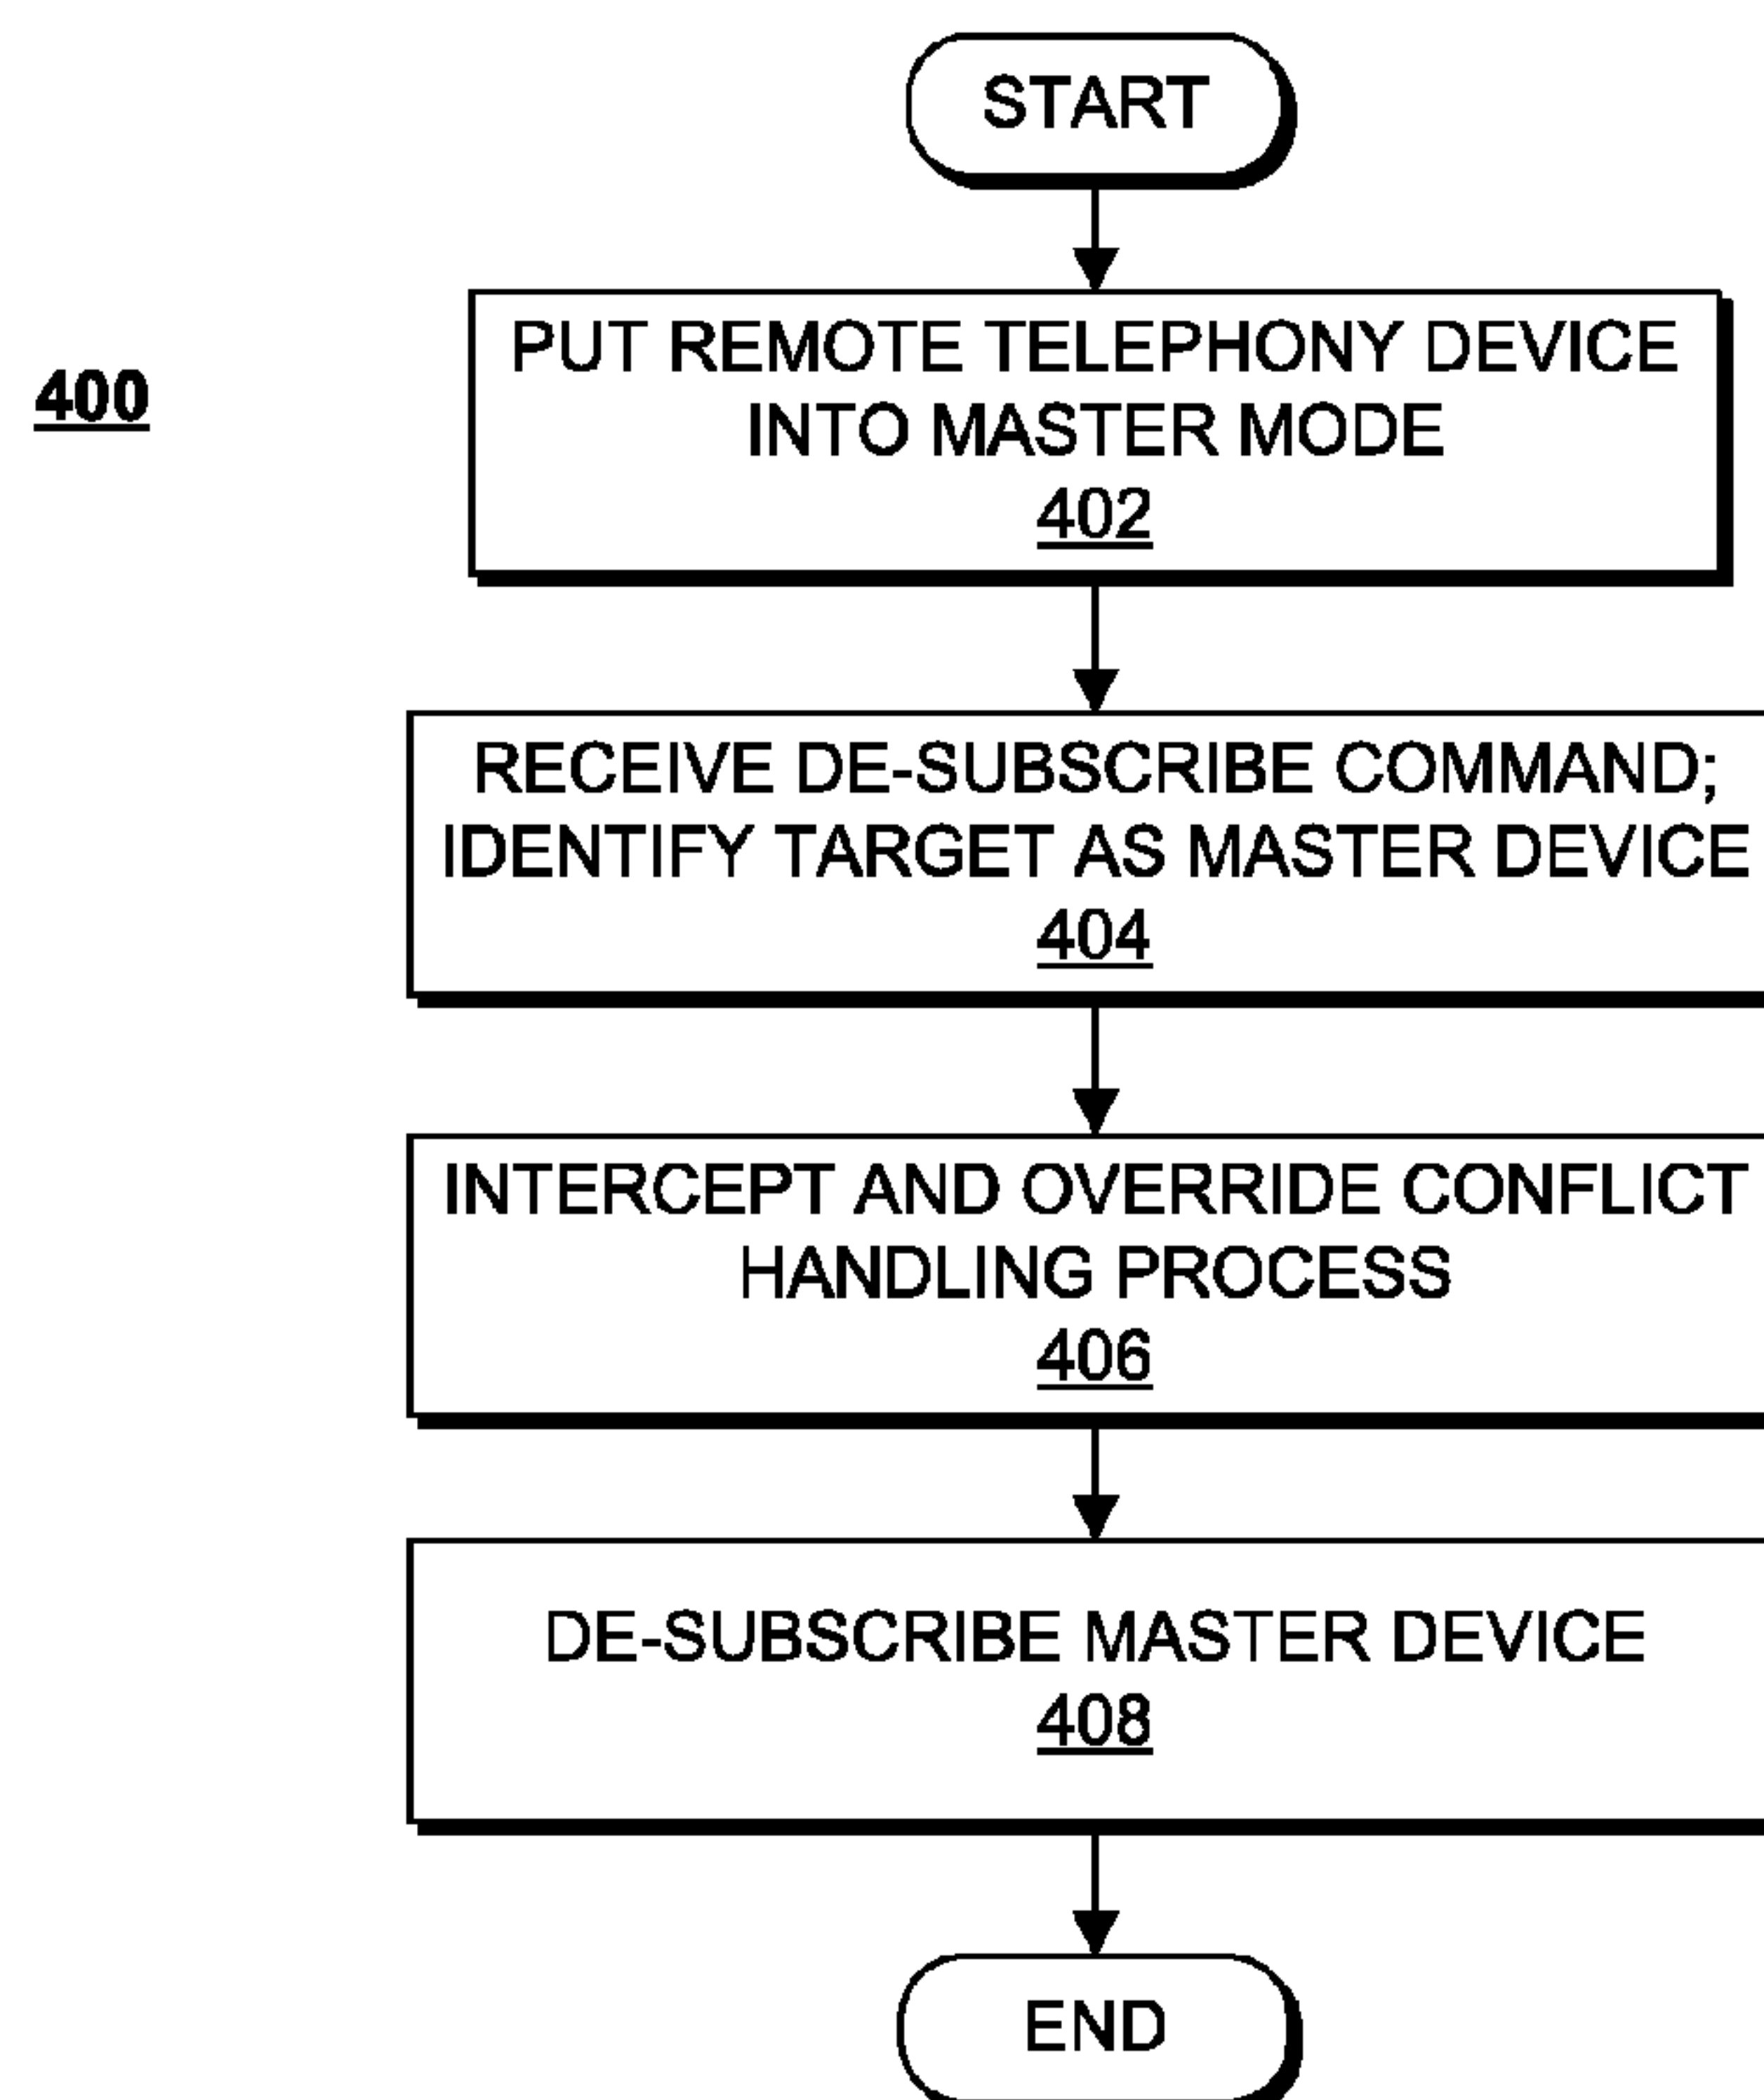 START
400
PUT REMOTE TELEPHONY DEVICE
INTO MASTER MODE
402
RECEIVE DE-SUBSCRIBE COMMAND;
IDENTIFY TARGET AS MASTER DEVICE
404
INTERCEPT AND OVERRIDE CONFLICT
HANDLING PROCESS
406
DE-SUBSCRIBE MASTER DEVICE
408
END